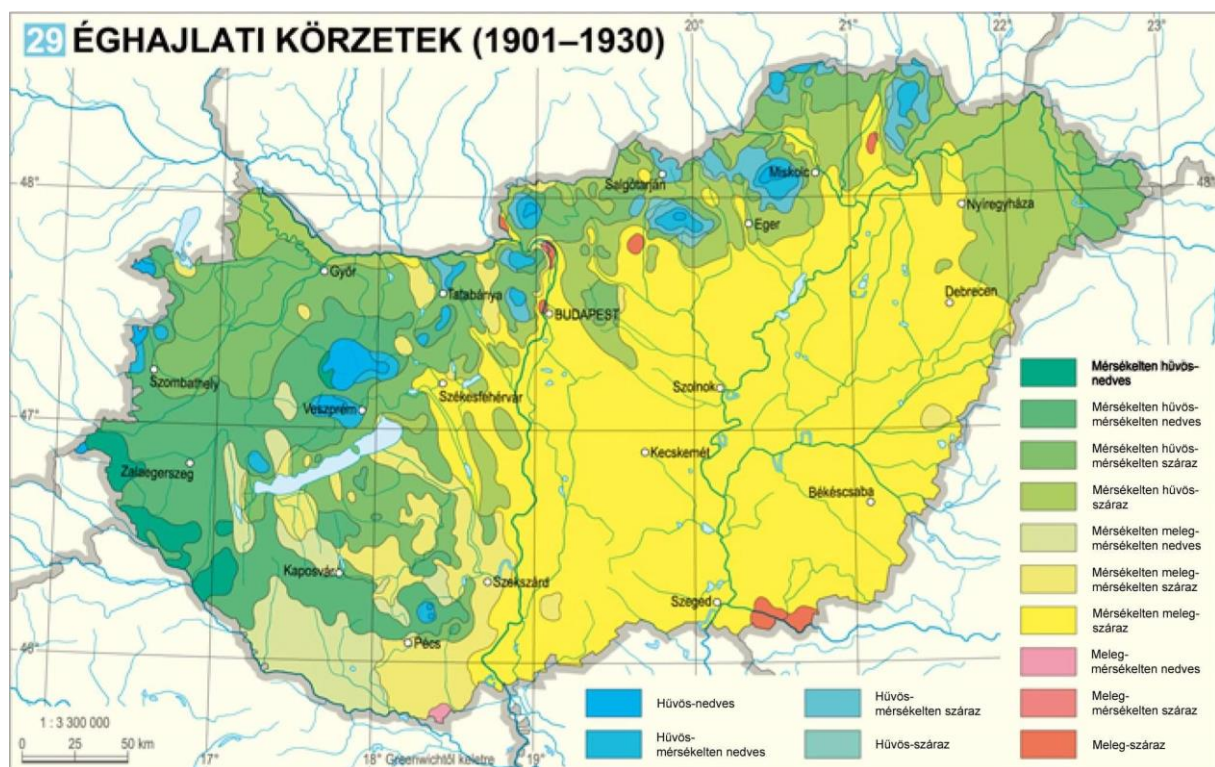 29 ÉGHAJLATI KÖRZETEK (1901–1930)
20°
21°
22°
23°
48°
48°
Salgótarján
Miskolc
Nyíregyháza
Eger
Győr
Tatabánya
Debrecen
BUDAPEST
Szombathely
Székesfehérvár
Szolnok
Veszprém
47°
Kecskemét
Zalaegerszeg
Békéscsaba
Kaposvár
Szekszárd
Szeged
Pécs
46°
Mérsékelten hűvös-
nedves
Mérsékelten hűvös-
mérsékelten nedves
Mérsékelten hűvös-
mérsékelten száraz
Mérsékelten hűvös-
száraz
Mérsékelten meleg-
mérsékelten nedves
Mérsékelten meleg-
mérsékelten száraz
Mérsékelten meleg-
száraz
Meleg-
mérsékelten nedves
Meleg-
mérsékelten száraz
Meleg-száraz
Hűvös-nedves
Hűvös-
mérsékelten nedves
Hűvös-
mérsékelten száraz
Hűvös-száraz
1 : 3 300 000
0 25 50 km
17° 18° Greenwichtől keletre 19°